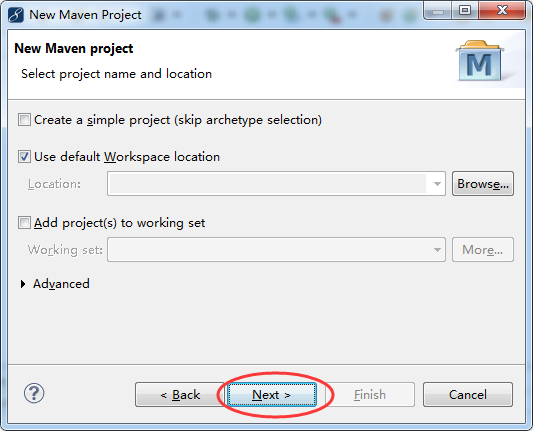 New Maven Project
New Maven project
Select project name and location
M
Create a simple project (skip archetype selection)
Use default Workspace location
Location:
Browse...
Add project(s) to working set
Working set:
More...
Advanced
?
< Back
Next >
Finish
Cancel